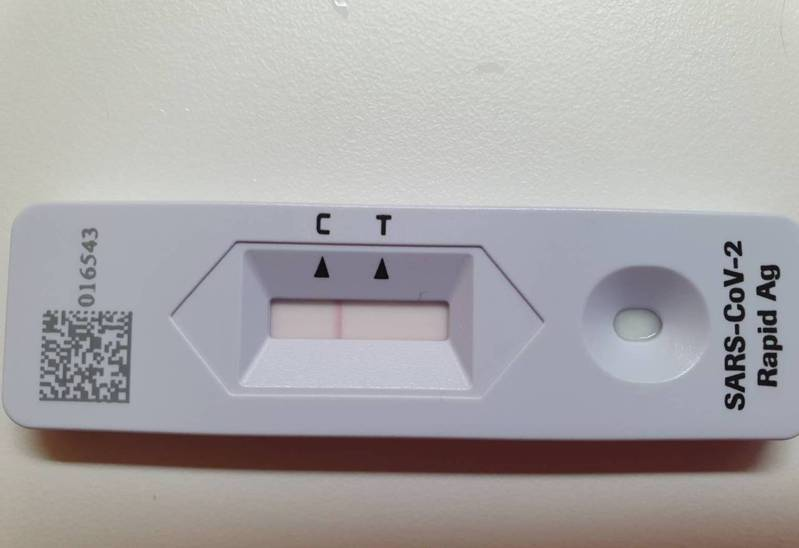 016543
C T
SARS-CoV-2
Rapid Ag